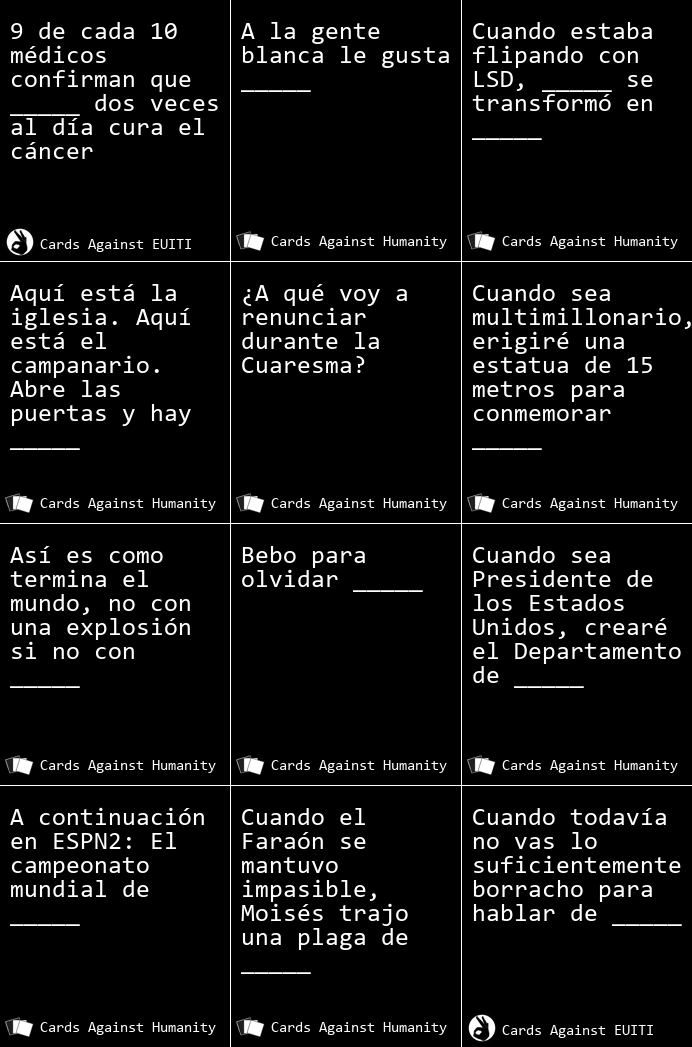 9 de cada 10
médicos
confirman que
_____ dos veces
al día cura el
cáncer
Cards Against EUITI
A la gente
blanca le gusta
_____
Cards Against Humanity
Cuando estaba
flipando con
LSD, _____ se
transformó en
_____
Cards Against Humanity
Aquí está la
iglesia. Aquí
está el
campanario.
Abre las
puertas y hay
_____
Cards Against Humanity
¿A qué voy a
renunciar
durante la
Cuaresma?
Cards Against Humanity
Cuando sea
multimillonario,
erigiré una
estatua de 15
metros para
conmemorar
_____
Cards Against Humanity
Así es como
termina el
mundo, no con
una explosión
si no con
_____
Cards Against Humanity
Bebo para
olvidar _____
Cards Against Humanity
Cuando sea
Presidente de
los Estados
Unidos, crearé
el Departamento
de _____
Cards Against Humanity
A continuación
en ESPN2: El
campeonato
mundial de
_____
Cards Against Humanity
Cuando el
Faraón se
mantuvo
impasible,
Moisés trajo
una plaga de
_____
Cards Against Humanity
Cuando todavía
no vas lo
suficientemente
borracho para
hablar de _____
Cards Against EUITI